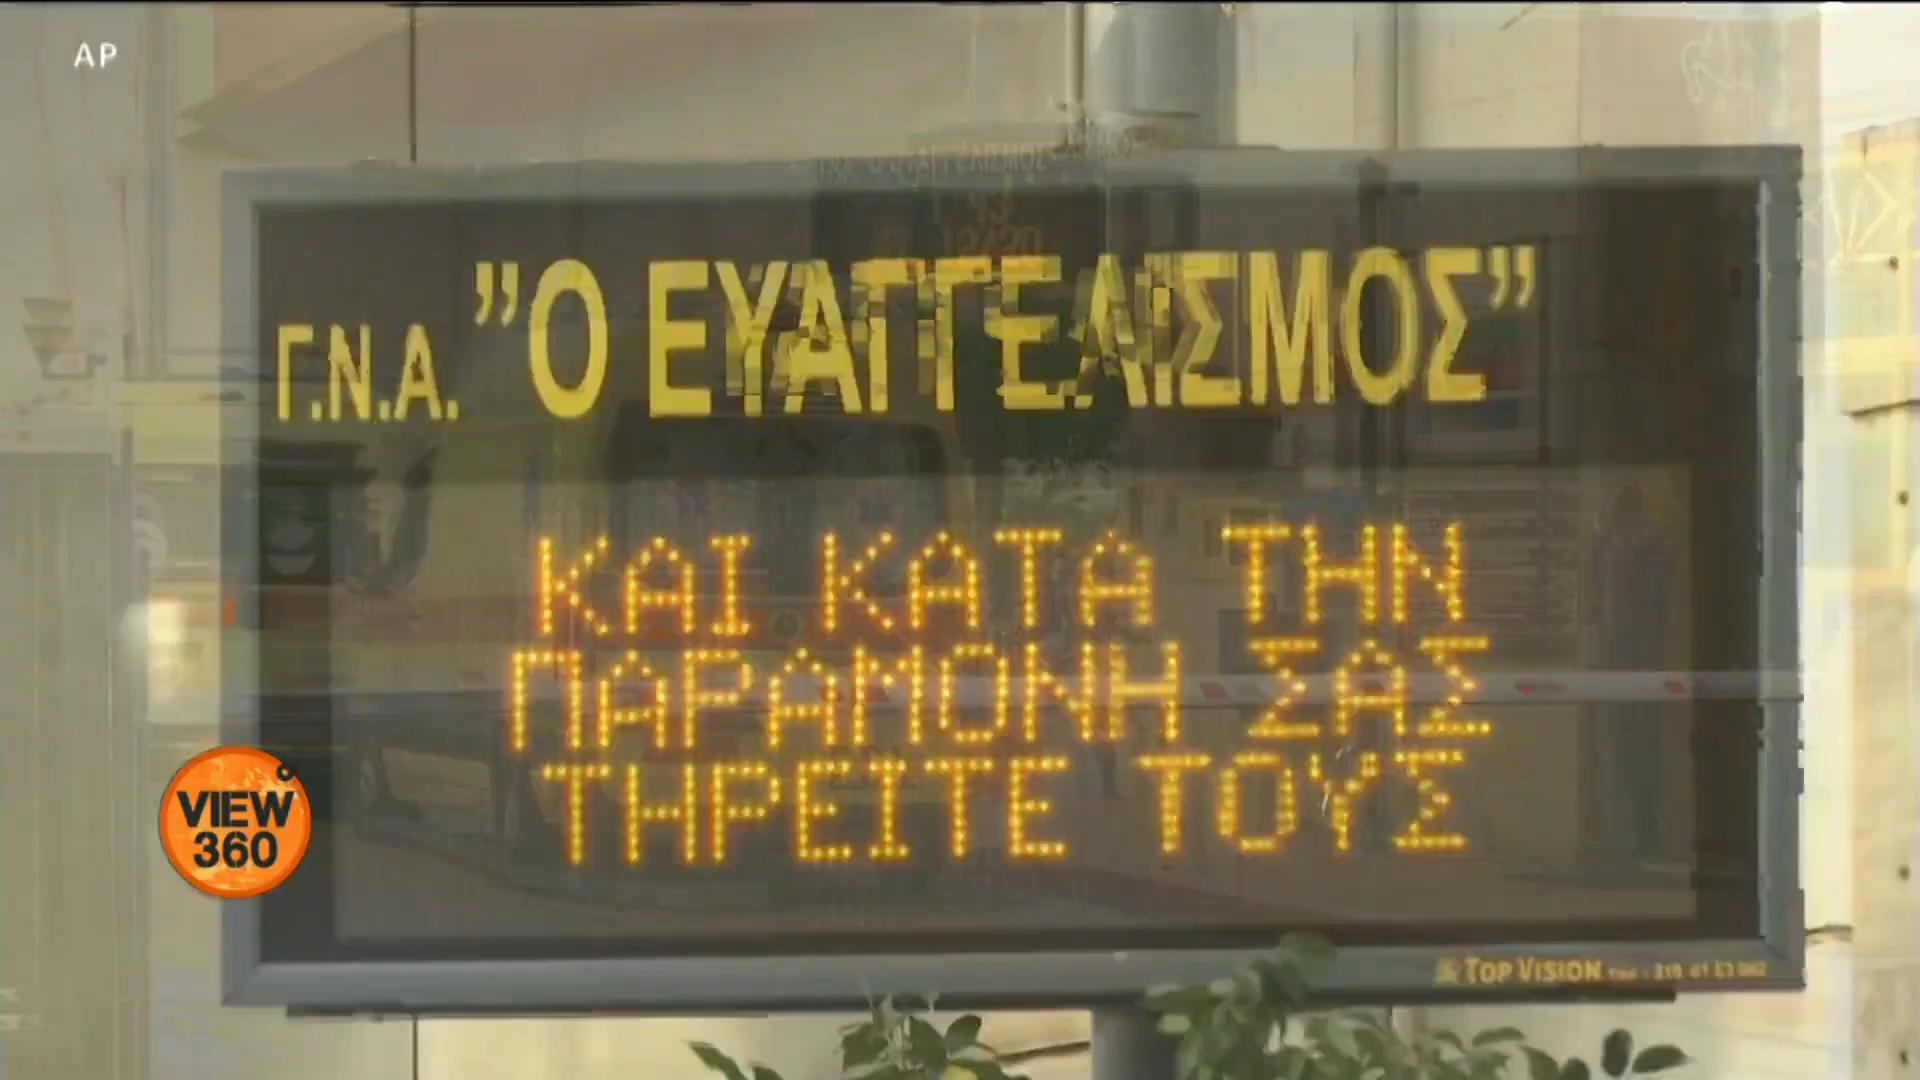 AP
Γ.Ν.Α. "Ο ΕΥΑΓΓΕΛΙΣΜΟΣ"
ΚΑΙ ΚΑΤΑ ΤΗΝ
ΠΑΡΑΜΟΝΗ ΣΑΣ
ΤΗΡΕΙΤΕ ΤΟΥΣ
VIEW
360
TOP VISION